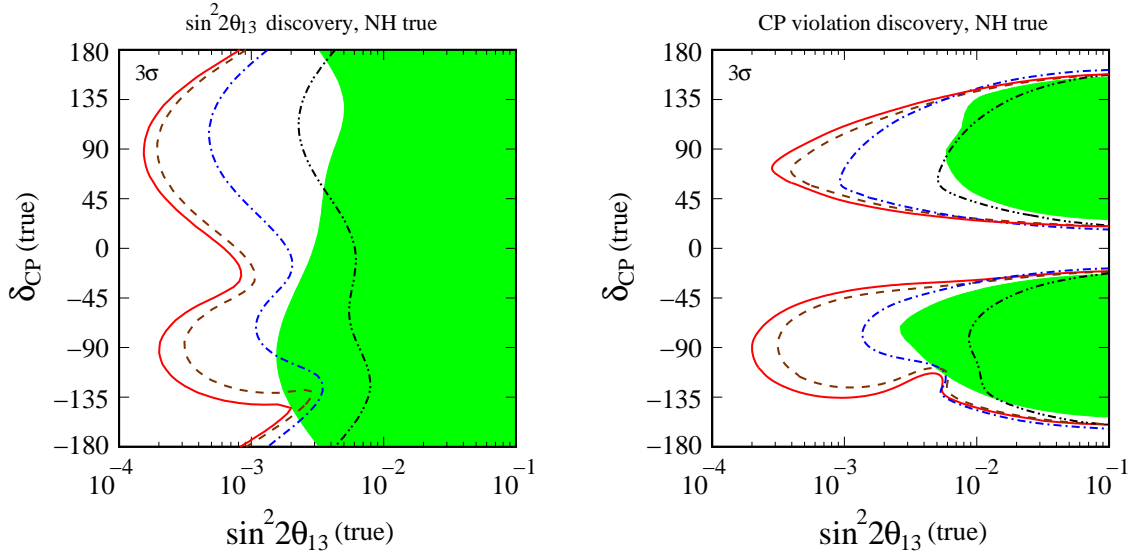 sin²2θ₁₃ discovery, NH true
3σ
180
135
90
45
0
−45
−90
−135
−180
δCP (true)
10⁻⁴ 10⁻³ 10⁻² 10⁻¹
sin²2θ₁₃ (true)
CP violation discovery, NH true
3σ
180
135
90
45
0
−45
−90
−135
−180
δCP (true)
10⁻⁴ 10⁻³ 10⁻² 10⁻¹
sin²2θ₁₃ (true)